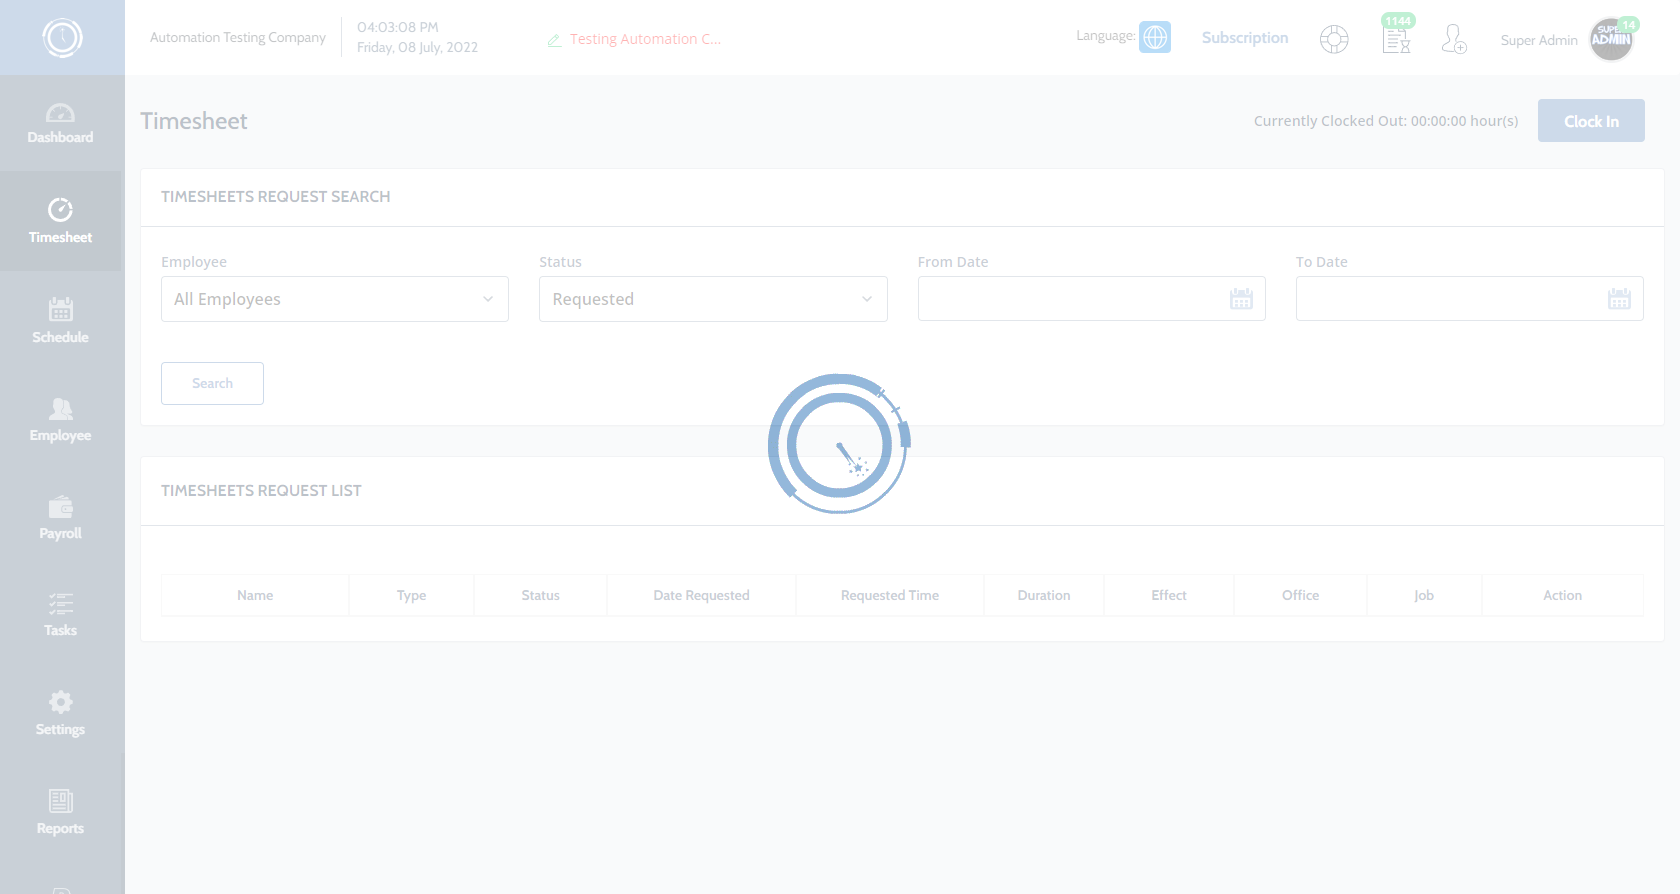 Automation Testing Company
04:03:08 PM
Friday, 08 July, 2022
Testing Automation C...
Language:
Subscription
1144
Super Admin
SUPER
ADMIN
14
Dashboard
Timesheet
Schedule
Employee
Payroll
Tasks
Settings
Reports
Timesheet
Currently Clocked Out: 00:00:00 hour(s)
Clock In
TIMESHEETS REQUEST SEARCH
Employee
Status
From Date
To Date
All Employees
Requested
Search
TIMESHEETS REQUEST LIST
Name
Type
Status
Date Requested
Requested Time
Duration
Effect
Office
Job
Action